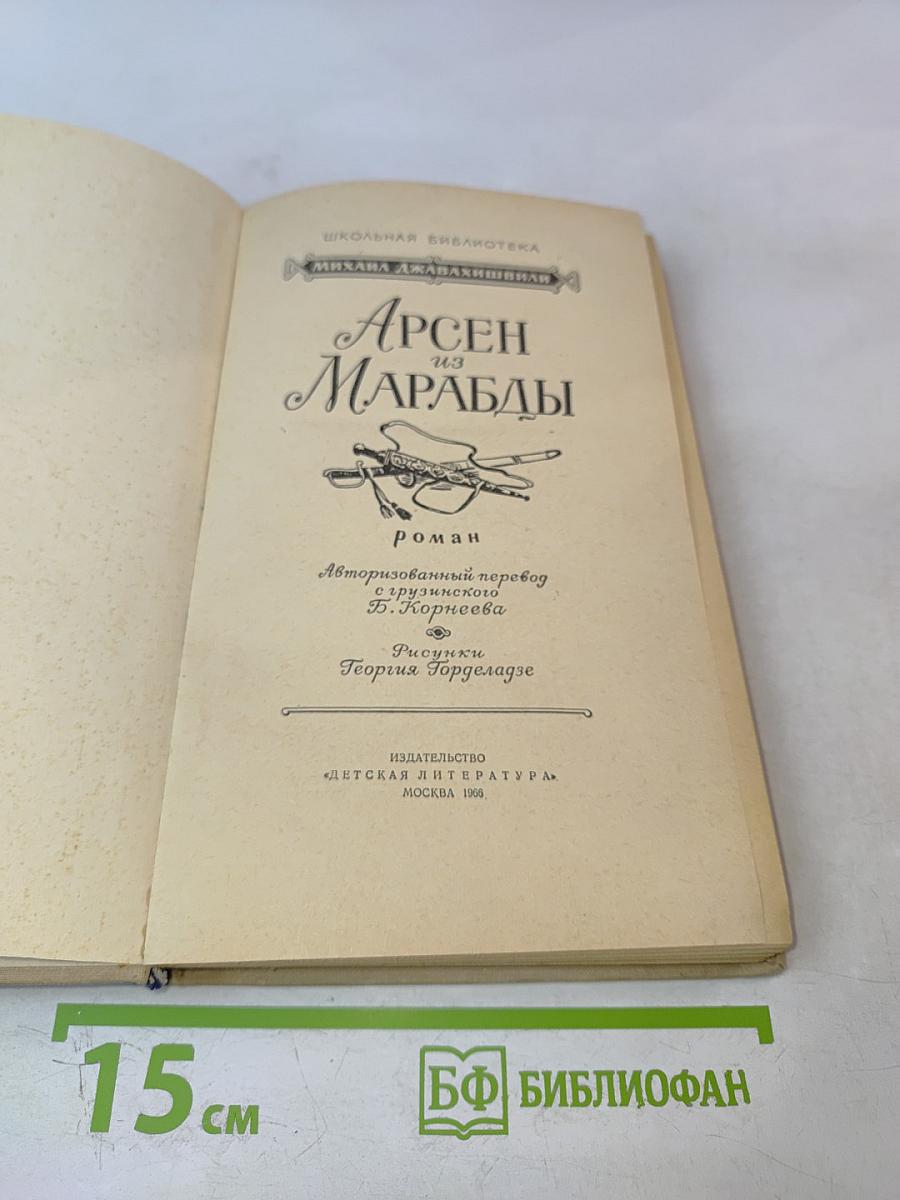 ШКОЛЬНАЯ БИБЛИОТЕКА
МИХАИЛ ДЖАВАХИШВИЛИ
АРСЕН
из
МАРАБДЫ
роман
Авторизованный перевод
с грузинского
Б. Корнеева
Рисунки
Георгия Горделадзе
ИЗДАТЕЛЬСТВО
«ДЕТСКАЯ ЛИТЕРАТУРА»
МОСКВА 1966
15 см
БФ БИБЛИОФАН